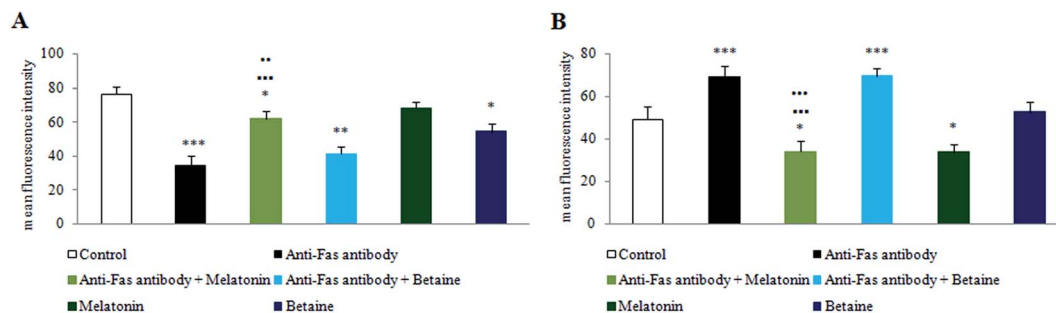 A
mean fluorescence intensity
100
80
60
40
20
0
***
••
▪▪▪
*
**
*
Control
Anti-Fas antibody
Anti-Fas antibody + Melatonin
Anti-Fas antibody + Betaine
Melatonin
Betaine
B
mean fluorescence intensity
80
60
40
20
0
***
•••
▪▪▪
*
***
*
Control
Anti-Fas antibody
Anti-Fas antibody + Melatonin
Anti-Fas antibody + Betaine
Melatonin
Betaine